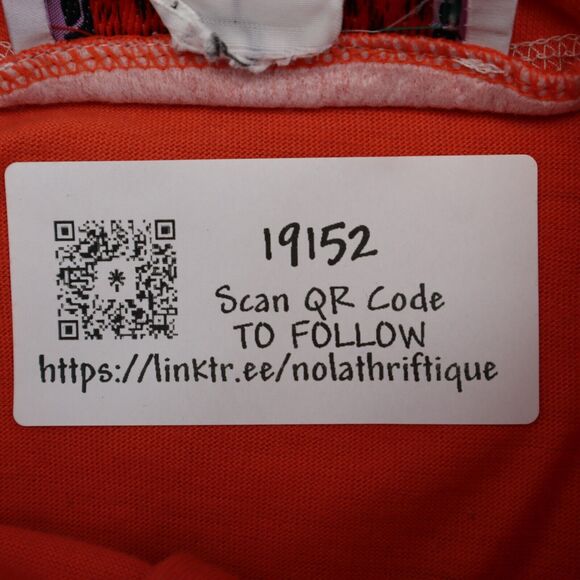 19152
Scan QR Code
TO FOLLOW
https://linktr.ee/nolathriftique